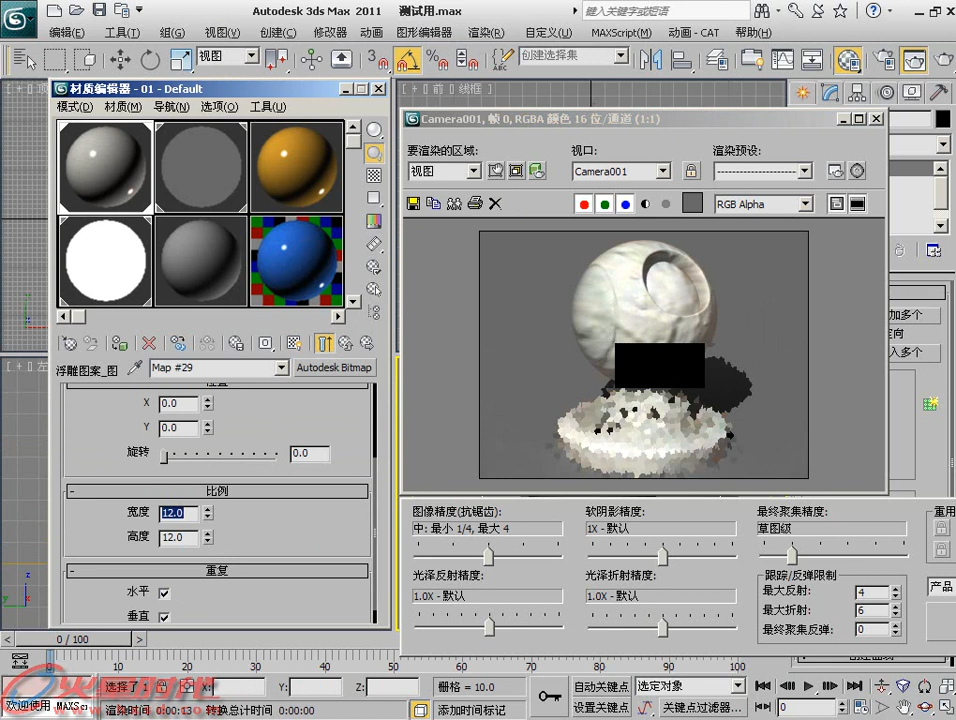 Autodesk 3ds Max 2011 测试用.max
键入关键字或短语
编辑(E) 工具(T) 组(G) 视图(V) 创建(C) 修改器 动画 图形编辑器 渲染(R) 自定义(U) MAXScript(M) 动画 - CAT 帮助(H)
视图 3 创建选择集
材质编辑器 - 01 - Default
[ + ] 前 [] 线框 ]
模式(D) 材质(M) 导航(N) 选项(O) 工具(U)
Camera001, 帧 0, RGBA 颜色 16 位/通道 (1:1)
要渲染的区域: 视口: 渲染预设:
视图 Camera001
RGB Alpha
加多个
入多个
浮雕图案_图 Map #29 Autodesk Bitmap
[ + ] 左
X 0.0
Y 0.0
旋转 0.0
- 比例
宽度 12.0
高度 12.0
- 重复
水平
垂直
图像精度(抗锯齿): 软阴影精度: 最终聚集精度: 重用
中: 最小 1/4, 最大 4 1X - 默认 草图级
光泽反射精度: 光泽折射精度: 跟踪/反弹限制
1.0X - 默认 1.0X - 默认 最大反射: 4
最大折射: 6
最终聚集反弹: 0
产品
z
x
< 0 / 100 >
0 10 20 30 40 50 60 70 80 90 100
选择了 1 X: Y: Z: 栅格 = 10.0 自动关键点 选定对象
欢迎使用 MAXScr 渲染时间 0:00:13 转换总计时间 0:00:00 添加时间标记 设置关键点 关键点过滤器... 0